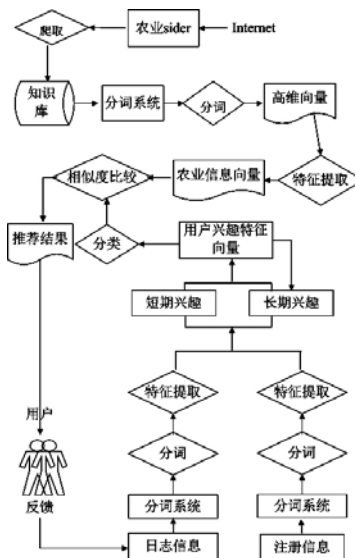 爬取
农业sider
Internet
知识
库
分词系统
分词
高维向量
相似度比较
农业信息向量
特征提取
推荐结果
分类
用户兴趣特征
向量
短期兴趣
长期兴趣
特征提取
特征提取
用户
分词
分词
反馈
分词系统
分词系统
日志信息
注册信息